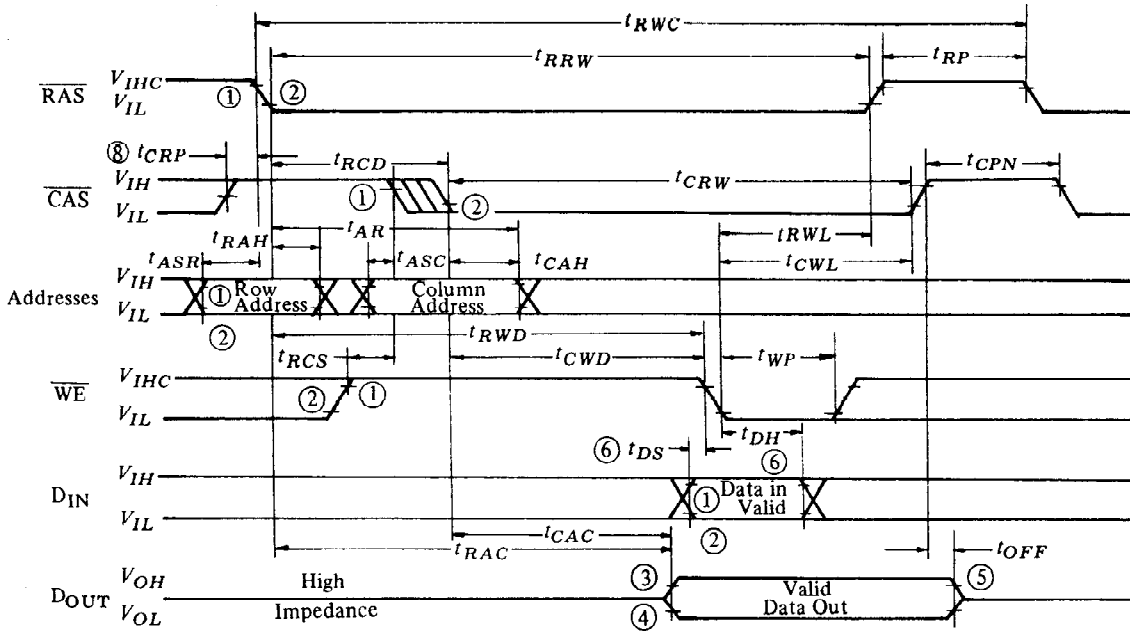 tRWC
tRRW
tRP
RAS
VIHC
VIL
① ②
⑧ tCRP
tRCD
tCRW
tCPN
CAS
VIH
VIL
① ②
tRAH
tAR
tRWL
tASR
tASC
tCAH
tCWL
Addresses
VIH
VIL
① Row
Address
Column
Address
②
tRWD
tRCS
tCWD
tWP
WE
VIHC
VIL
② ①
tDH
⑥ tDS
⑥
DIN
VIH
VIL
① Data in
Valid
②
tCAC
tRAC
tOFF
DOUT
VOH
VOL
High
Impedance
③
④
Valid
Data Out
⑤